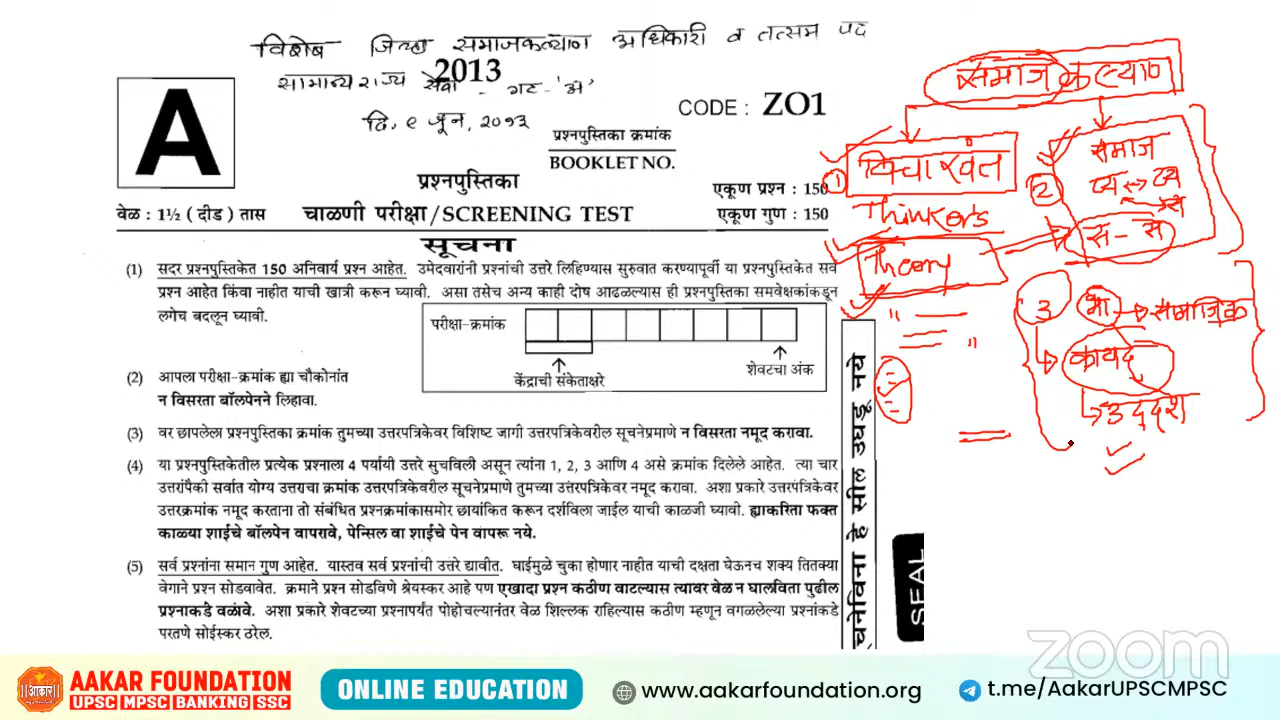 विशेष जिल्हा समाजकल्याण अधिकारी व तत्सम पद
सामान्य राज्य सेवा - गट - 'अ'
2013
दि. ९ जून, २०१३
A
CODE : ZO1
प्रश्नपुस्तिका क्रमांक
BOOKLET NO.
प्रश्नपुस्तिका
एकूण प्रश्न : 150
वेळ : 1½ (दीड) तास
चाळणी परीक्षा/SCREENING TEST
एकूण गुण : 150
सूचना
(1) सदर प्रश्नपुस्तिकेत 150 अनिवार्य प्रश्न आहेत. उमेदवारांनी प्रश्नांची उत्तरे लिहिण्यास सुरुवात करण्यापूर्वी या प्रश्नपुस्तिकेत सर्व
प्रश्न आहेत किंवा नाहीत याची खात्री करून घ्यावी. असा तसेच अन्य काही दोष आढळल्यास ही प्रश्नपुस्तिका समवेक्षकांकडून
लगेच बदलून घ्यावी.
परीक्षा-क्रमांक
केंद्राची संकेताक्षरे
शेवटचा अंक
(2) आपला परीक्षा-क्रमांक ह्या चौकोनांत
न विसरता बॉलपेनने लिहावा.
(3) वर छापलेला प्रश्नपुस्तिका क्रमांक तुमच्या उत्तरपत्रिकेवर विशिष्ट जागी उत्तरपत्रिकेवरील सूचनेप्रमाणे न विसरता नमूद करावा.
(4) या प्रश्नपुस्तिकेतील प्रत्येक प्रश्नाला 4 पर्यायी उत्तरे सुचविली असून त्यांना 1, 2, 3 आणि 4 असे क्रमांक दिलेले आहेत. त्या चार
उत्तरांपैकी सर्वात योग्य उत्तराचा क्रमांक उत्तरपत्रिकेवरील सूचनेप्रमाणे तुमच्या उत्तरपत्रिकेवर नमूद करावा. अशा प्रकारे उत्तरपत्रिकेवर
उत्तरक्रमांक नमूद करताना तो संबंधित प्रश्नक्रमांकासमोर छायांकित करून दर्शविला जाईल याची काळजी घ्यावी. ह्याकरिता फक्त
काळ्या शाईचे बॉलपेन वापरावे, पेन्सिल वा शाईचे पेन वापरू नये.
(5) सर्व प्रश्नांना समान गुण आहेत. यास्तव सर्व प्रश्नांची उत्तरे द्यावीत. घाईमुळे चुका होणार नाहीत याची दक्षता घेऊनच शक्य तितक्या
वेगाने प्रश्न सोडवावेत. क्रमाने प्रश्न सोडविणे श्रेयस्कर आहे पण एखादा प्रश्न कठीण वाटल्यास त्यावर वेळ न घालविता पुढील
प्रश्नाकडे वळावे. अशा प्रकारे शेवटच्या प्रश्नापर्यंत पोहोचल्यानंतर वेळ शिल्लक राहिल्यास कठीण म्हणून वगळलेल्या प्रश्नांकडे
परतणे सोईस्कर ठरेल.
चनेविना हे सील उघडू नये
SEAL
समाजकल्याण
1 विचारवंत
Thinker's
Theory
2 समाज
स - स
3
भा → सामाजिक
कायदे
उद्देश
zoom
आकार
AAKAR FOUNDATION
UPSC MPSC BANKING SSC
ONLINE EDUCATION
www.aakarfoundation.org
t.me/AakarUPSCMPSC